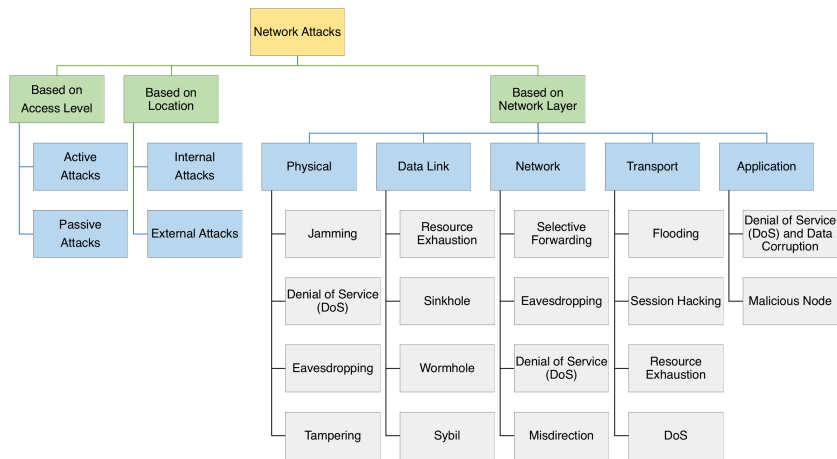 Network Attacks
Based on
Access Level
Based on
Location
Based on
Network Layer
Active
Attacks
Internal
Attacks
Physical
Data Link
Network
Transport
Application
Passive
Attacks
External Attacks
Jamming
Resource
Exhaustion
Selective
Forwarding
Flooding
Denial of Service
(DoS) and Data
Corruption
Denial of Service
(DoS)
Sinkhole
Eavesdropping
Session Hacking
Malicious Node
Eavesdropping
Wormhole
Denial of Service
(DoS)
Resource
Exhaustion
Tampering
Sybil
Misdirection
DoS